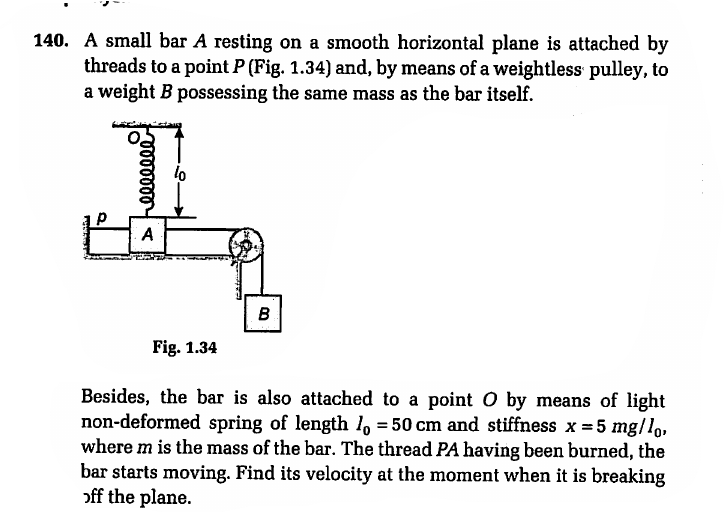 140. A small bar A resting on a smooth horizontal plane is attached by
threads to a point P (Fig. 1.34) and, by means of a weightless pulley, to
a weight B possessing the same mass as the bar itself.
O
l₀
P
A
B
Fig. 1.34
Besides, the bar is also attached to a point O by means of light
non-deformed spring of length l₀ = 50 cm and stiffness x = 5 mg/l₀,
where m is the mass of the bar. The thread PA having been burned, the
bar starts moving. Find its velocity at the moment when it is breaking
off the plane.